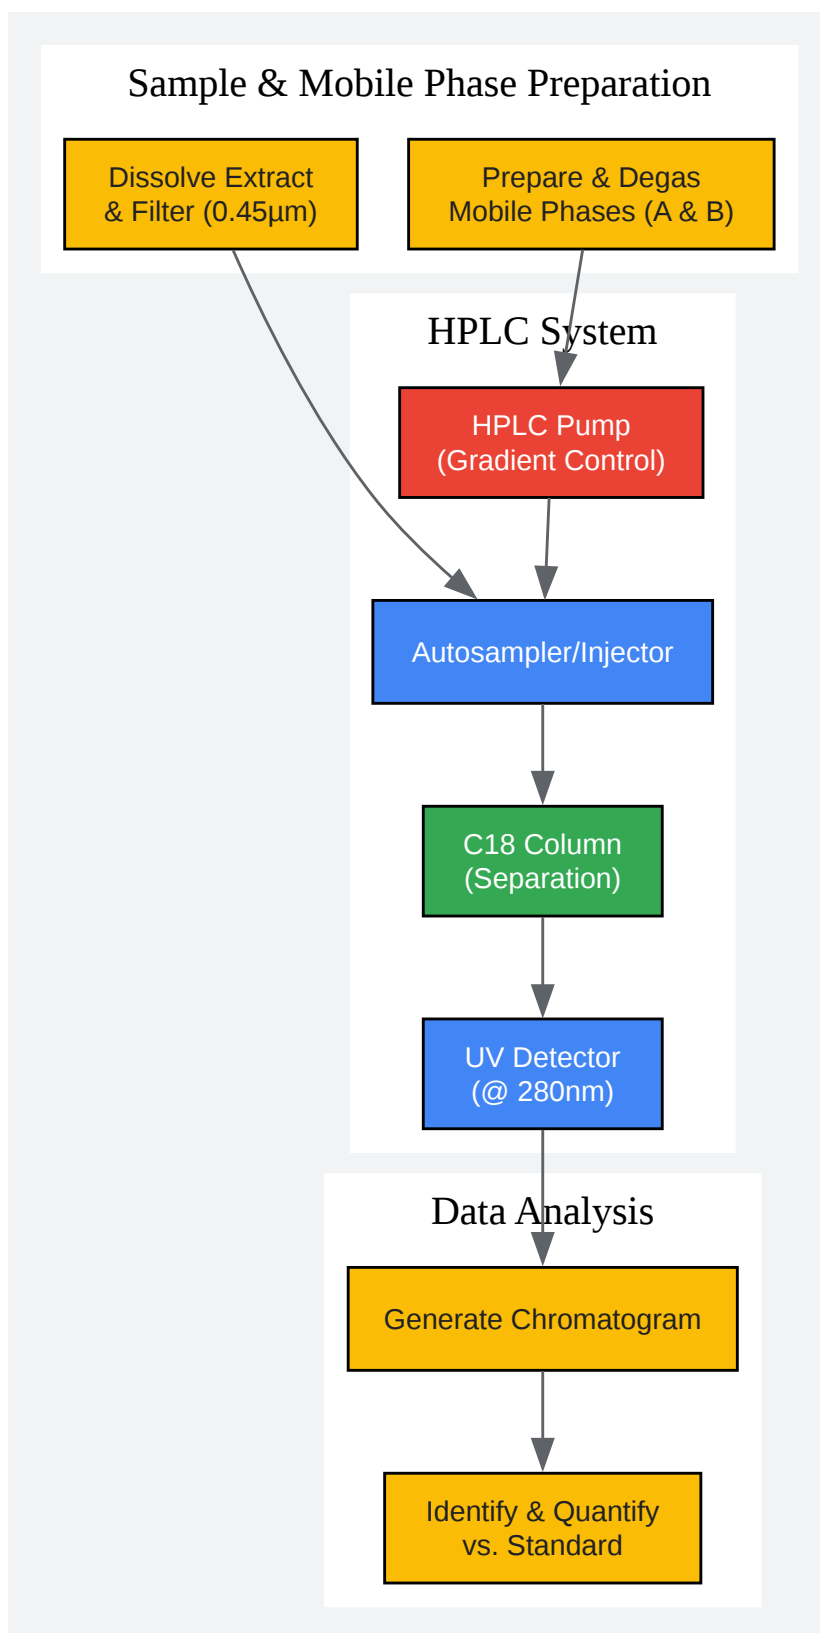 Sample & Mobile Phase Preparation
Dissolve Extract
& Filter (0.45µm)
Prepare & Degas
Mobile Phases (A & B)
HPLC System
HPLC Pump
(Gradient Control)
Autosampler/Injector
C18 Column
(Separation)
UV Detector
(@ 280nm)
Data Analysis
Generate Chromatogram
Identify & Quantify
vs. Standard